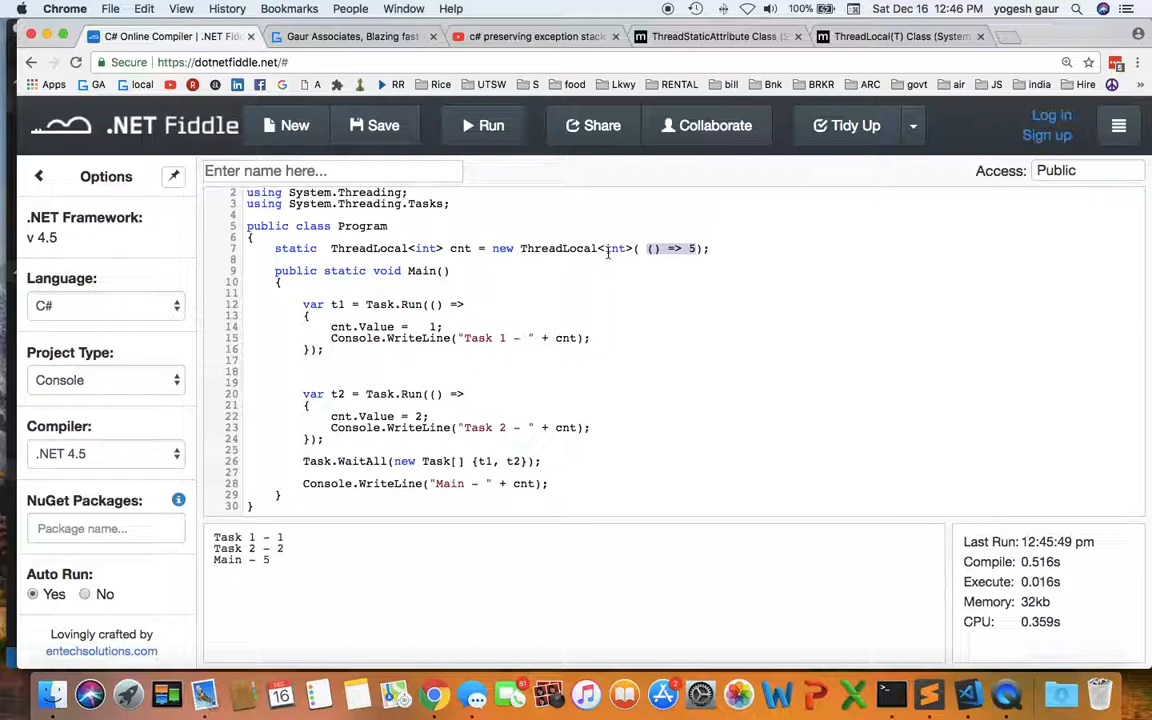 Chrome File Edit View History Bookmarks People Window Help 100% Sat Dec 16 12:46 PM yogesh gaur
C# Online Compiler | .NET Fid Gaur Associates, Blazing fast c# preserving exception stack ThreadStaticAttribute Class (S ThreadLocal(T) Class (System
Secure https://dotnetfiddle.net/#
Apps GA local A RR Rice UTSW S food Lkwy RENTAL bill Bnk BRKR ARC govt air JS india Hire »
.NET Fiddle New Save Run Share Collaborate Tidy Up Log in
Sign up
Options
Enter name here...
Access: Public
.NET Framework:
v 4.5
Language:
C#
Project Type:
Console
Compiler:
.NET 4.5
NuGet Packages:
Package name...
Auto Run:
Yes No
Lovingly crafted by
entechsolutions.com
2 using System.Threading;
3 using System.Threading.Tasks;
4
5 public class Program
6 {
7 static ThreadLocal<int> cnt = new ThreadLocal<int>( () => 5);
8
9 public static void Main()
10 {
11
12 var t1 = Task.Run(() =>
13 {
14 cnt.Value = 1;
15 Console.WriteLine("Task 1 - " + cnt);
16 });
17
18
19
20 var t2 = Task.Run(() =>
21 {
22 cnt.Value = 2;
23 Console.WriteLine("Task 2 - " + cnt);
24 });
25
26 Task.WaitAll(new Task[] {t1, t2});
27
28 Console.WriteLine("Main - " + cnt);
29 }
30 }
Task 1 - 1
Task 2 - 2
Main - 5
Last Run: 12:45:49 pm
Compile: 0.516s
Execute: 0.016s
Memory: 32kb
CPU: 0.359s